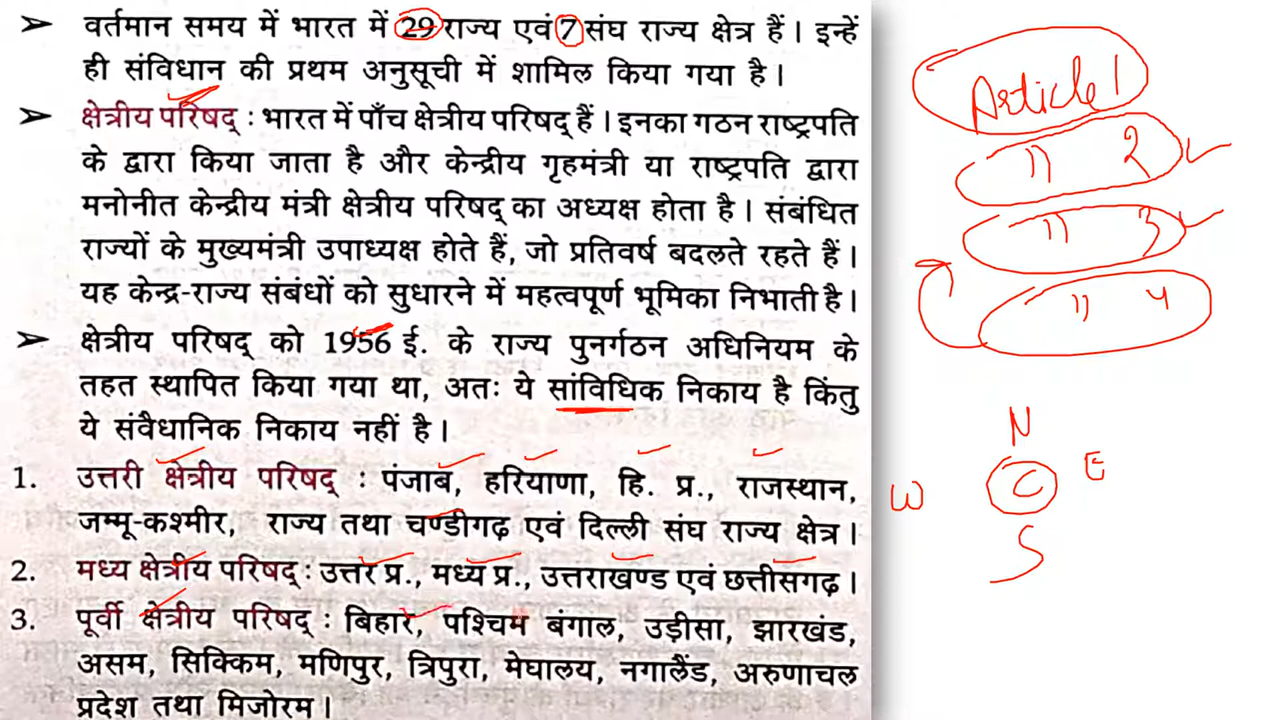 ➢ वर्तमान समय में भारत में 29 राज्य एवं 7 संघ राज्य क्षेत्र हैं। इन्हें
ही संविधान की प्रथम अनुसूची में शामिल किया गया है।
➢ क्षेत्रीय परिषद् : भारत में पाँच क्षेत्रीय परिषद् हैं। इनका गठन राष्ट्रपति
के द्वारा किया जाता है और केन्द्रीय गृहमंत्री या राष्ट्रपति द्वारा
मनोनीत केन्द्रीय मंत्री क्षेत्रीय परिषद् का अध्यक्ष होता है। संबंधित
राज्यों के मुख्यमंत्री उपाध्यक्ष होते हैं, जो प्रतिवर्ष बदलते रहते हैं।
यह केन्द्र-राज्य संबंधों को सुधारने में महत्वपूर्ण भूमिका निभाती है।
➢ क्षेत्रीय परिषद् को 1956 ई. के राज्य पुनर्गठन अधिनियम के
तहत स्थापित किया गया था, अतः ये सांविधिक निकाय है किंतु
ये संवैधानिक निकाय नहीं है।
1. उत्तरी क्षेत्रीय परिषद् : पंजाब, हरियाणा, हि. प्र., राजस्थान,
जम्मू-कश्मीर, राज्य तथा चण्डीगढ़ एवं दिल्ली संघ राज्य क्षेत्र।
2. मध्य क्षेत्रीय परिषद् : उत्तर प्र., मध्य प्र., उत्तराखण्ड एवं छत्तीसगढ़।
3. पूर्वी क्षेत्रीय परिषद् : बिहार, पश्चिम बंगाल, उड़ीसा, झारखंड,
असम, सिक्किम, मणिपुर, त्रिपुरा, मेघालय, नगालैंड, अरुणाचल
प्रदेश तथा मिजोरम।
Article 1
" 2
" 3
" 4
N
W C E
S